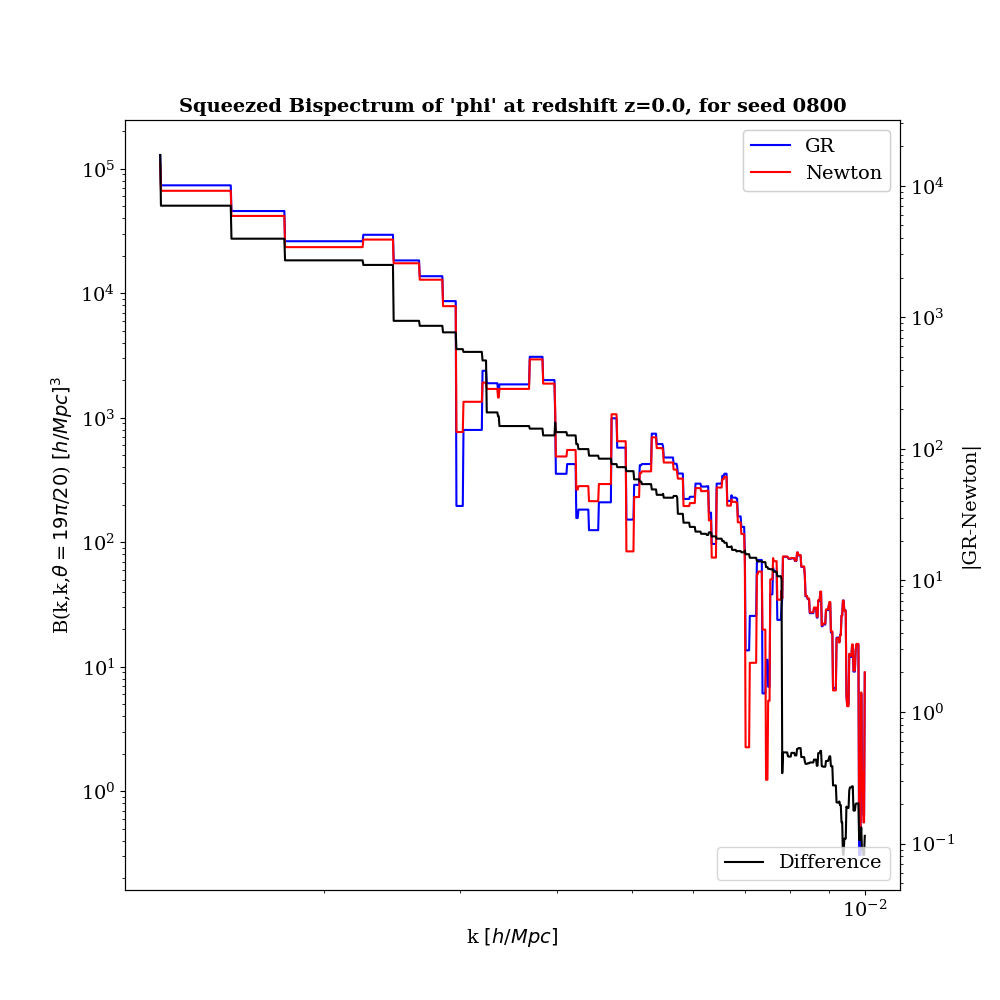 Squeezed Bispectrum of 'phi' at redshift z=0.0, for seed 0800
GR
Newton
10^5
10^4
10^3
10^2
10^1
10^0
B(k,k,θ = 19π/20) [h/Mpc]^3
10^4
10^3
10^2
10^1
10^0
10^−1
|GR-Newton|
Difference
10^−2
k [h/Mpc]